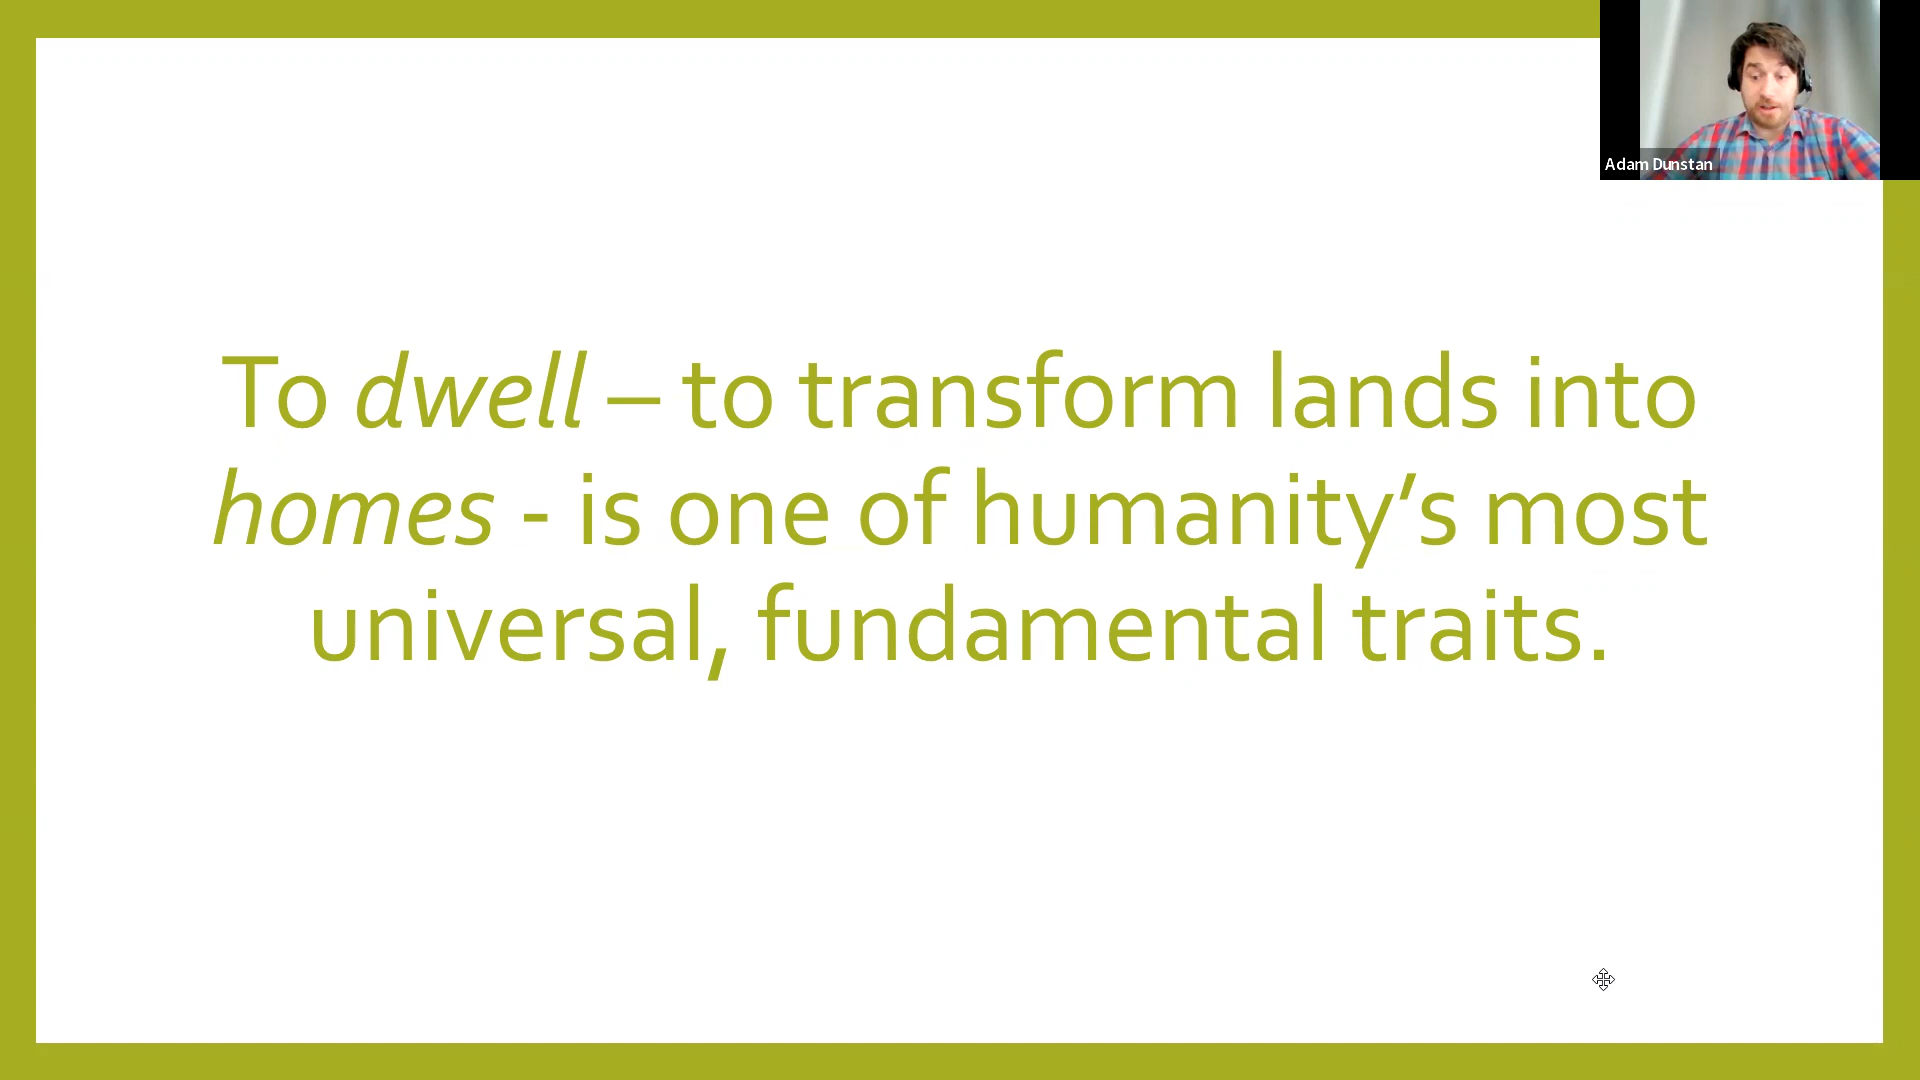 Adam Dunstan
To dwell – to transform lands into
homes - is one of humanity’s most
universal, fundamental traits.